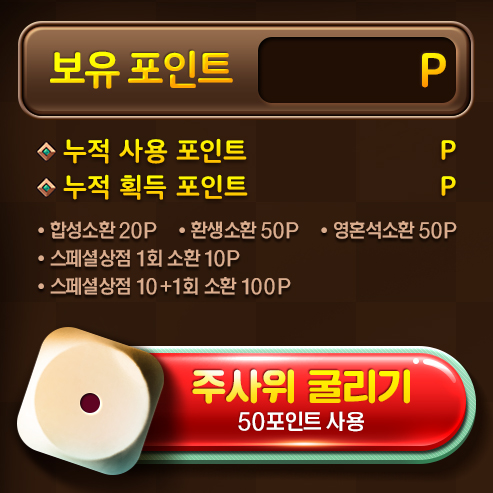 보유 포인트 P
누적 사용 포인트 P
누적 획득 포인트 P
• 합성소환 20P • 환생소환 50P • 영혼석소환 50P
• 스페셜상점 1회 소환 10P
• 스페셜상점 10+1회 소환 100P
주사위 굴리기
50포인트 사용